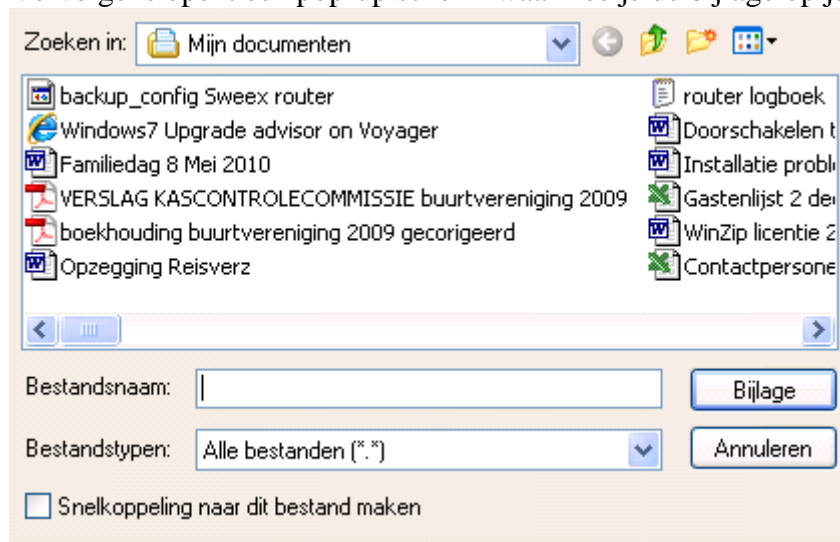 Zoeken in: Mijn documenten
backup_config Sweex router
Windows7 Upgrade advisor on Voyager
Familiedag 8 Mei 2010
VERSLAG KASCONTROLECOMMISSIE buurtvereniging 2009
boekhouding buurtvereniging 2009 gecorigeerd
Opzegging Reisverz
router logboek
Doorschakelen t
Installatie probl
Gastenlijst 2 de
WinZip licentie 2
Contactpersone
Bestandsnaam:
Bijlage
Bestandstypen: Alle bestanden (*.*)
Annuleren
Snelkoppeling naar dit bestand maken